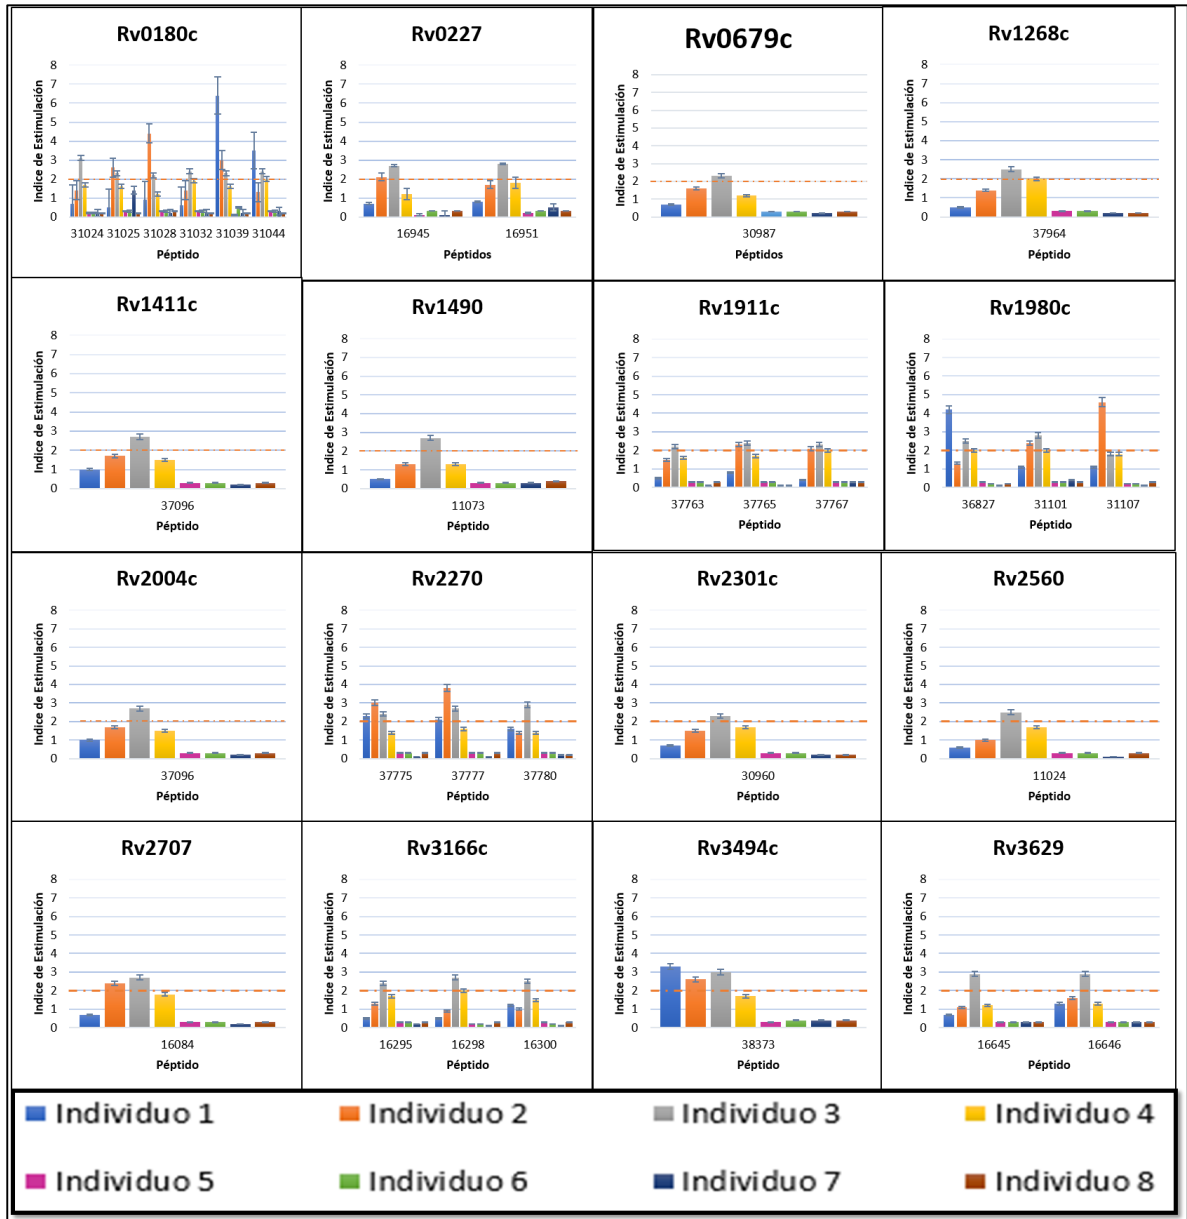 Rv0180c
Indice de Estimulación
8
7
6
5
4
3
2
1
0
31024 31025 31028 31032 31039 31044
Péptido
Rv0227
Indice de Estimulación
8
7
6
5
4
3
2
1
0
16945 16951
Péptidos
Rv0679c
Indice de Estimulación
8
7
6
5
4
3
2
1
0
30987
Péptidos
Rv1268c
Indice de Estimulación
8
7
6
5
4
3
2
1
0
37964
Péptido
Rv1411c
Indice de Estimulación
8
7
6
5
4
3
2
1
0
37096
Péptido
Rv1490
Indice de Estimulación
8
7
6
5
4
3
2
1
0
11073
Péptido
Rv1911c
Indice de Estimulación
8
7
6
5
4
3
2
1
0
37763 37765 37767
Péptido
Rv1980c
Indice de Estimulación
8
7
6
5
4
3
2
1
0
36827 31101 31107
Péptido
Rv2004c
Indice de Estimulación
8
7
6
5
4
3
2
1
0
37096
Péptido
Rv2270
Indice de Estimulación
8
7
6
5
4
3
2
1
0
37775 37777 37780
Péptido
Rv2301c
Indice de Estimulación
8
7
6
5
4
3
2
1
0
30960
Péptido
Rv2560
Indice de Estimulación
8
7
6
5
4
3
2
1
0
11024
Péptido
Rv2707
Indice de Estimulación
8
7
6
5
4
3
2
1
0
16084
Péptido
Rv3166c
Indice de Estimulación
8
7
6
5
4
3
2
1
0
16295 16298 16300
Péptido
Rv3494c
Indice de Estimulación
8
7
6
5
4
3
2
1
0
38373
Péptido
Rv3629
Indice de Estimulación
8
7
6
5
4
3
2
1
0
16645 16646
Péptido
Individuo 1 Individuo 2 Individuo 3 Individuo 4
Individuo 5 Individuo 6 Individuo 7 Individuo 8